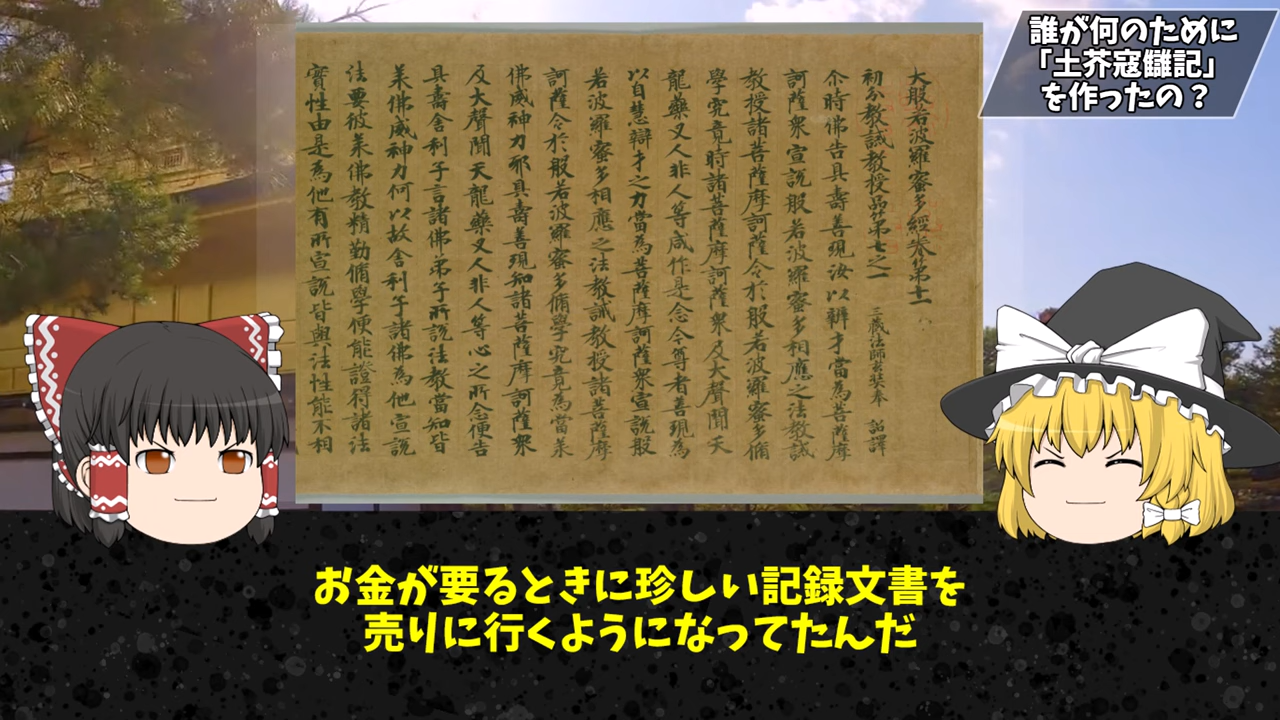 誰が何のために
「土芥寇讎記」
を作ったの?
大般若波羅蜜多經卷第十一
初分教誡教授品第七之一 三藏法師玄奘奉 詔譯
尒時佛告具壽善現汝以辯才當為菩薩摩
訶薩衆宣說般若波羅蜜多相應之法教誡
教授諸菩薩摩訶薩令於般若波羅蜜多脩
學究竟時諸菩薩摩訶薩衆及大聲聞天
龍藥叉人非人等咸作是念今尊者善現為
以自慧辯才之力當為菩薩摩訶薩衆宣說般
若波羅蜜多相應之法教誡教授諸菩薩摩
訶薩令於般若波羅蜜多脩學究竟為當承
佛威神力耶具壽善現知諸菩薩摩訶薩衆
及大聲聞天龍藥叉人非人等心之所念便告
具壽舍利子言諸佛弟子所說法教當知皆
承佛威神力何以故舍利子諸佛為他宣說
法要彼承佛教精勤脩學便能證得諸法
實性由是為他有所宣說皆與法性能不相
お金が要るときに珍しい記録文書を
売りに行くようになってたんだ